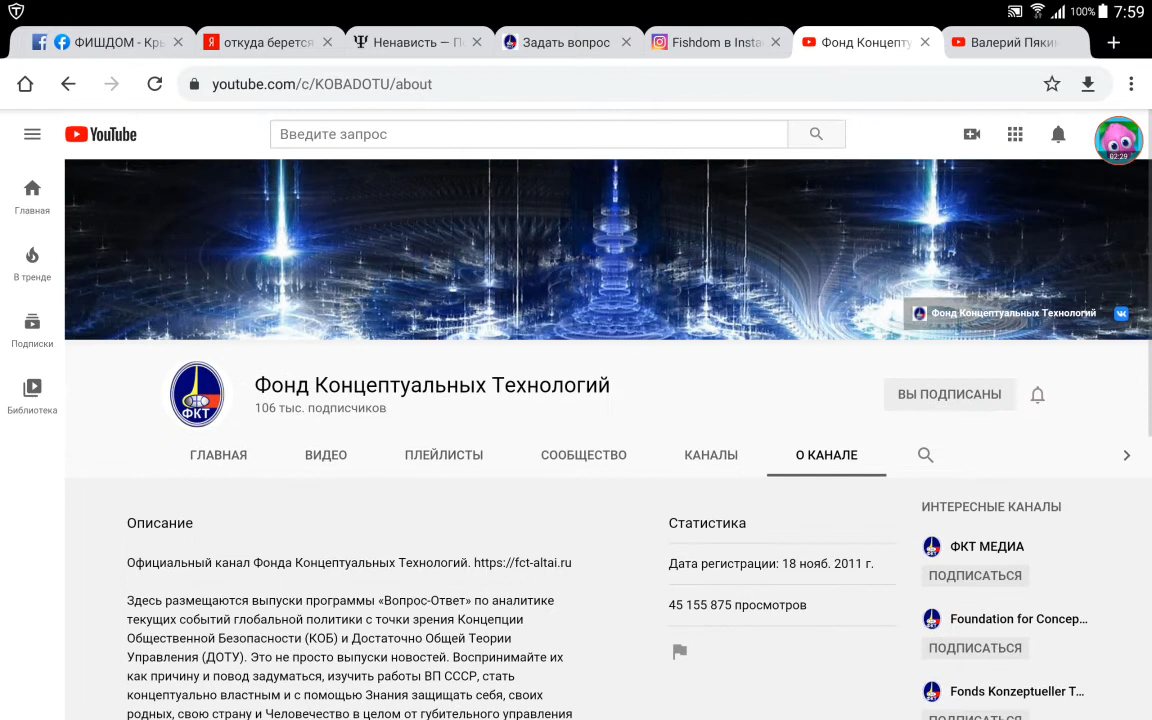 100% 7:59
ФИШДОМ - Кры
откуда берется
Ненависть — П
Задать вопрос
Fishdom в Insta
Фонд Концепту
Валерий Пякин
youtube.com/c/KOBADOTU/about
YouTube
Введите запрос
02:29
Главная
В тренде
Подписки
Библиотека
Фонд Концептуальных Технологий
ФКТ
Фонд Концептуальных Технологий
106 тыс. подписчиков
ВЫ ПОДПИСАНЫ
ГЛАВНАЯ ВИДЕО ПЛЕЙЛИСТЫ СООБЩЕСТВО КАНАЛЫ О КАНАЛЕ
Описание
Официальный канал Фонда Концептуальных Технологий. https://fct-altai.ru
Здесь размещаются выпуски программы «Вопрос-Ответ» по аналитике
текущих событий глобальной политики с точки зрения Концепции
Общественной Безопасности (КОБ) и Достаточно Общей Теории
Управления (ДОТУ). Это не просто выпуски новостей. Воспринимайте их
как причину и повод задуматься, изучить работы ВП СССР, стать
концептуально властным и с помощью Знания защищать себя, своих
родных, свою страну и Человечество в целом от губительного управления
Статистика
Дата регистрации: 18 нояб. 2011 г.
45 155 875 просмотров
ИНТЕРЕСНЫЕ КАНАЛЫ
ФКТ МЕДИА
ПОДПИСАТЬСЯ
Foundation for Concep...
ПОДПИСАТЬСЯ
Fonds Konzeptueller T...
ПОДПИСАТЬСЯ